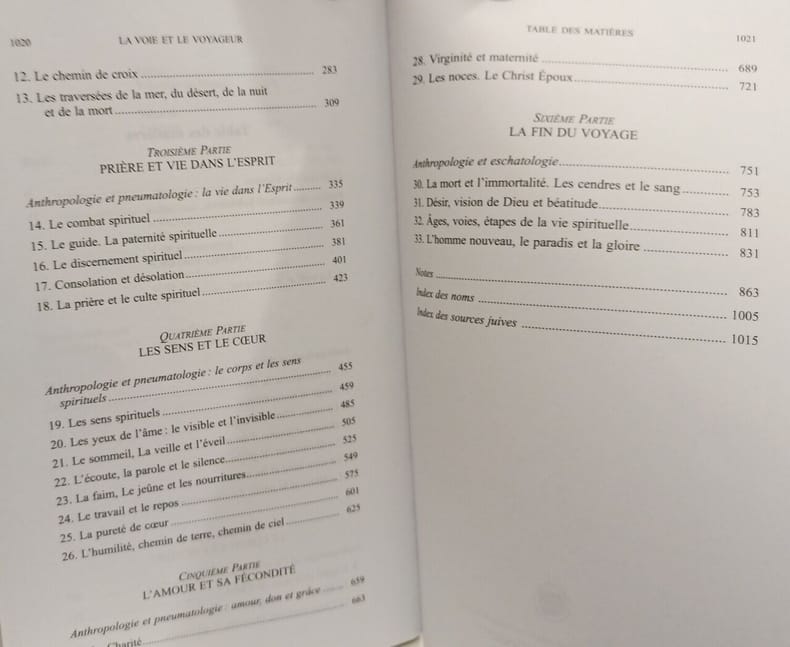 1020 LA VOIE ET LE VOYAGEUR
12. Le chemin de croix 283
13. Les traversées de la mer, du désert, de la nuit
et de la mort 309
TROISIÈME PARTIE
PRIÈRE ET VIE DANS L'ESPRIT
Anthropologie et pneumatologie : la vie dans l'Esprit 335
14. Le combat spirituel 339
15. Le guide. La paternité spirituelle 361
16. Le discernement spirituel 381
17. Consolation et désolation 401
18. La prière et le culte spirituel 423
QUATRIÈME PARTIE
LES SENS ET LE CŒUR
Anthropologie et pneumatologie : le corps et les sens
spirituels 455
19. Les sens spirituels 459
20. Les yeux de l'âme : le visible et l'invisible 485
21. Le sommeil, La veille et l'éveil 505
22. L'écoute, la parole et le silence 525
23. La faim, Le jeûne et les nourritures 549
24. Le travail et le repos 575
25. La pureté de cœur 601
26. L'humilité, chemin de terre, chemin de ciel 625
CINQUIÈME PARTIE
L'AMOUR ET SA FÉCONDITÉ
Anthropologie et pneumatologie : amour, don et grâce 659
Charité 663
TABLE DES MATIÈRES 1021
28. Virginité et maternité 689
29. Les noces. Le Christ Époux 721
SIXIÈME PARTIE
LA FIN DU VOYAGE
Anthropologie et eschatologie 751
30. La mort et l'immortalité. Les cendres et le sang 753
31. Désir, vision de Dieu et béatitude 783
32. Âges, voies, étapes de la vie spirituelle 811
33. L'homme nouveau, le paradis et la gloire 831
Notes 863
Index des noms 1005
Index des sources juives 1015